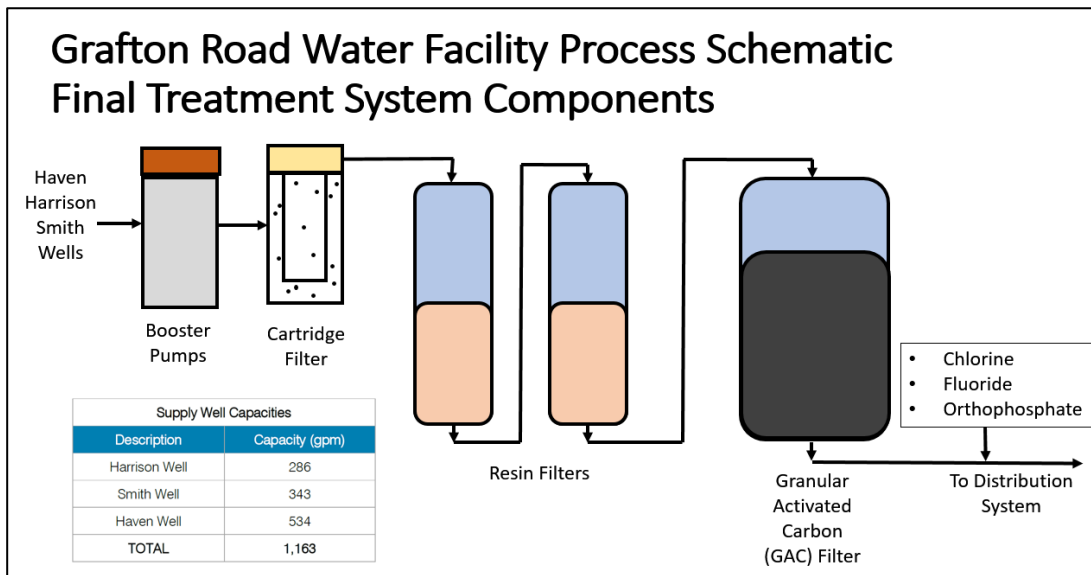 Grafton Road Water Facility Process Schematic
Final Treatment System Components
Haven
Harrison
Smith
Wells
Booster
Pumps
Cartridge
Filter
Resin Filters
Granular
Activated
Carbon
(GAC) Filter
• Chlorine
• Fluoride
• Orthophosphate
To Distribution
System
Supply Well Capacities
Description Capacity (gpm)
Harrison Well 286
Smith Well 343
Haven Well 534
TOTAL 1,163